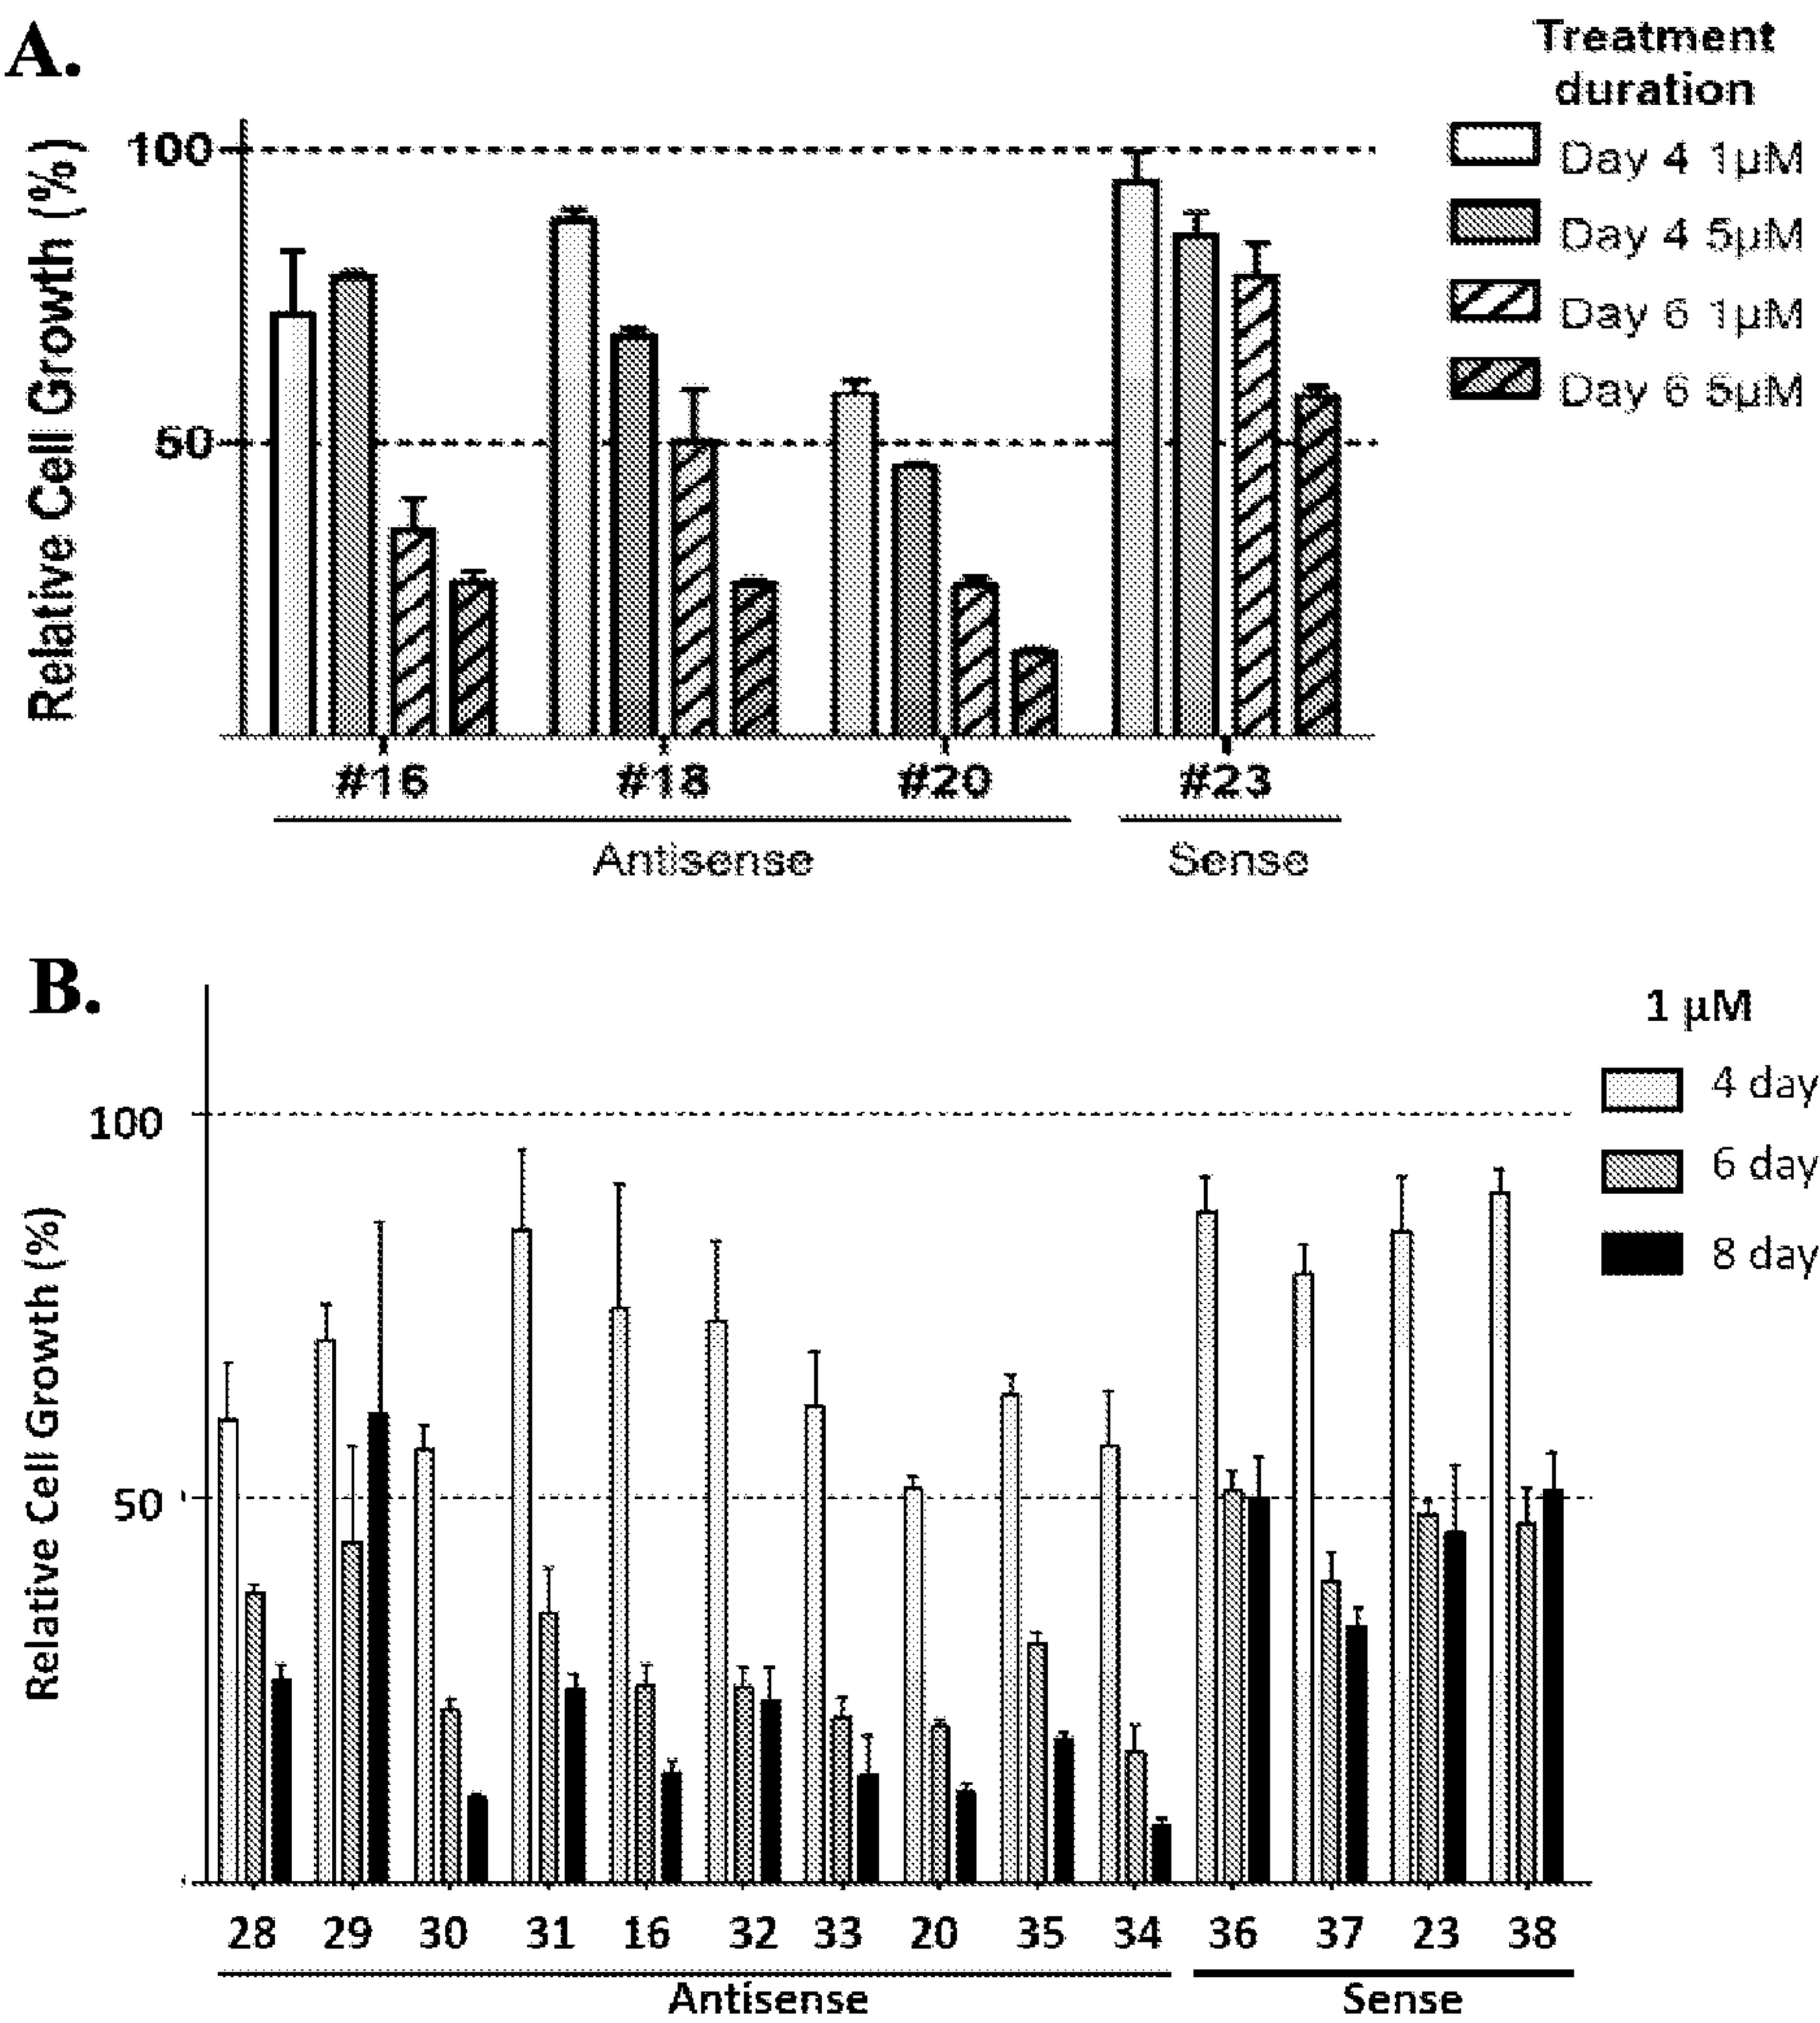 A.
Treatment
duration
Day 4 1µM
Day 4 5µM
Day 6 1µM
Day 6 5µM
Relative Cell Growth (%)
100
50
#16 #18 #20 #23
Antisense Sense
B.
1 µM
4 day
6 day
8 day
Relative Cell Growth (%)
100
50
28 29 30 31 16 32 33 20 35 34 36 37 23 38
Antisense Sense